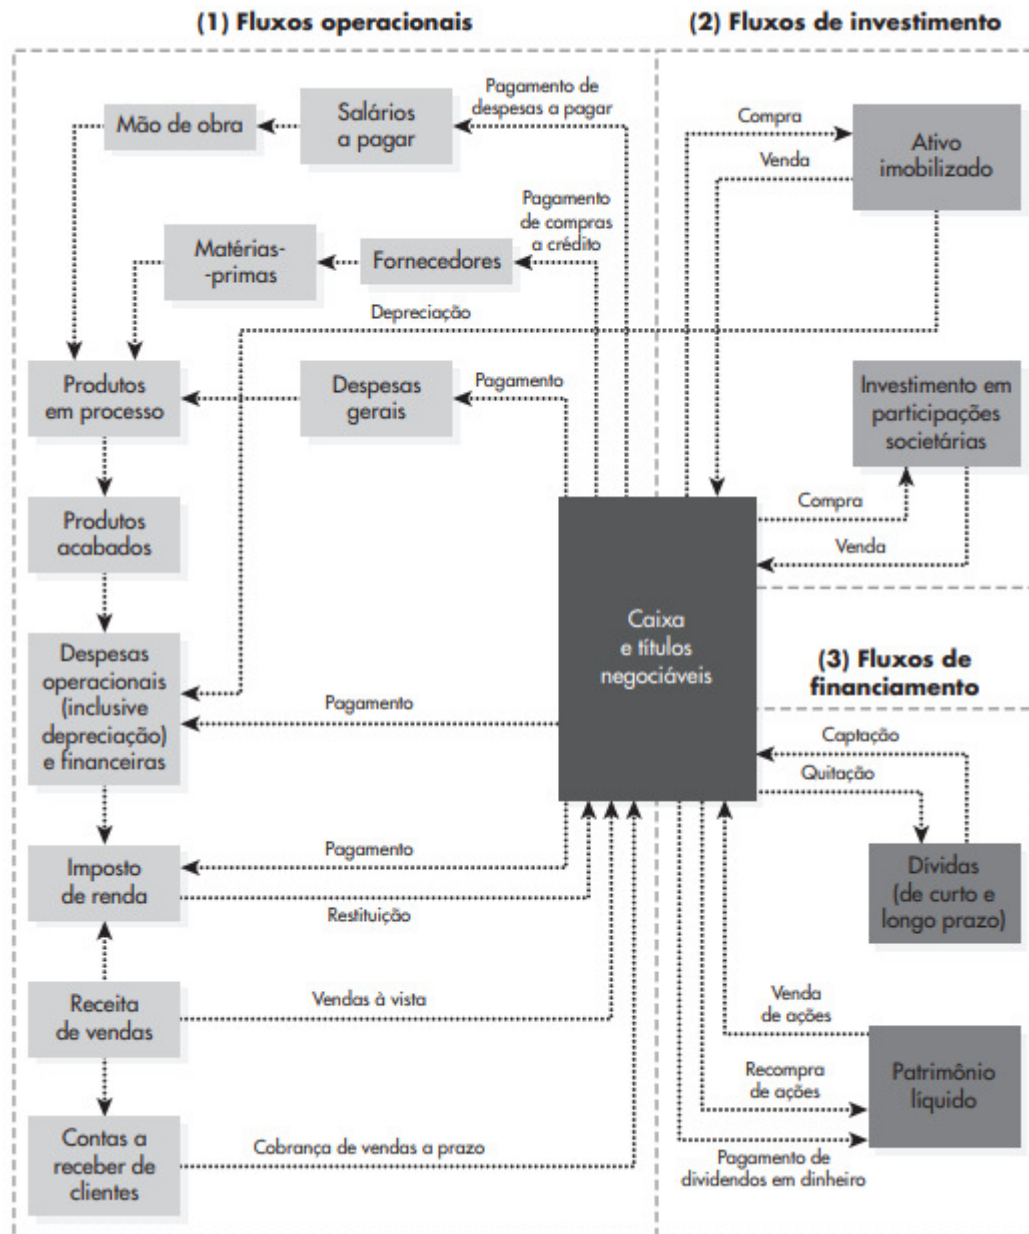 (1) Fluxos operacionais
(2) Fluxos de investimento
Pagamento de
despesas a pagar
Mão de obra
Salários
a pagar
Compra
Venda
Ativo
imobilizado
Pagamento
de compras
a crédito
Matérias-
-primas
Fornecedores
Depreciação
Produtos
em processo
Despesas
gerais
Pagamento
Investimento em
participações
societárias
Produtos
acabados
Compra
Venda
Caixa
e títulos
negociáveis
Despesas
operacionais
(inclusive
depreciação)
e financeiras
Pagamento
(3) Fluxos de
financiamento
Captação
Quitação
Imposto
de renda
Pagamento
Restituição
Dívidas
(de curto e
longo prazo)
Receita
de vendas
Vendas à vista
Venda
de ações
Recompra
de ações
Patrimônio
líquido
Contas a
receber de
clientes
Cobrança de vendas a prazo
Pagamento de
dividendos em dinheiro